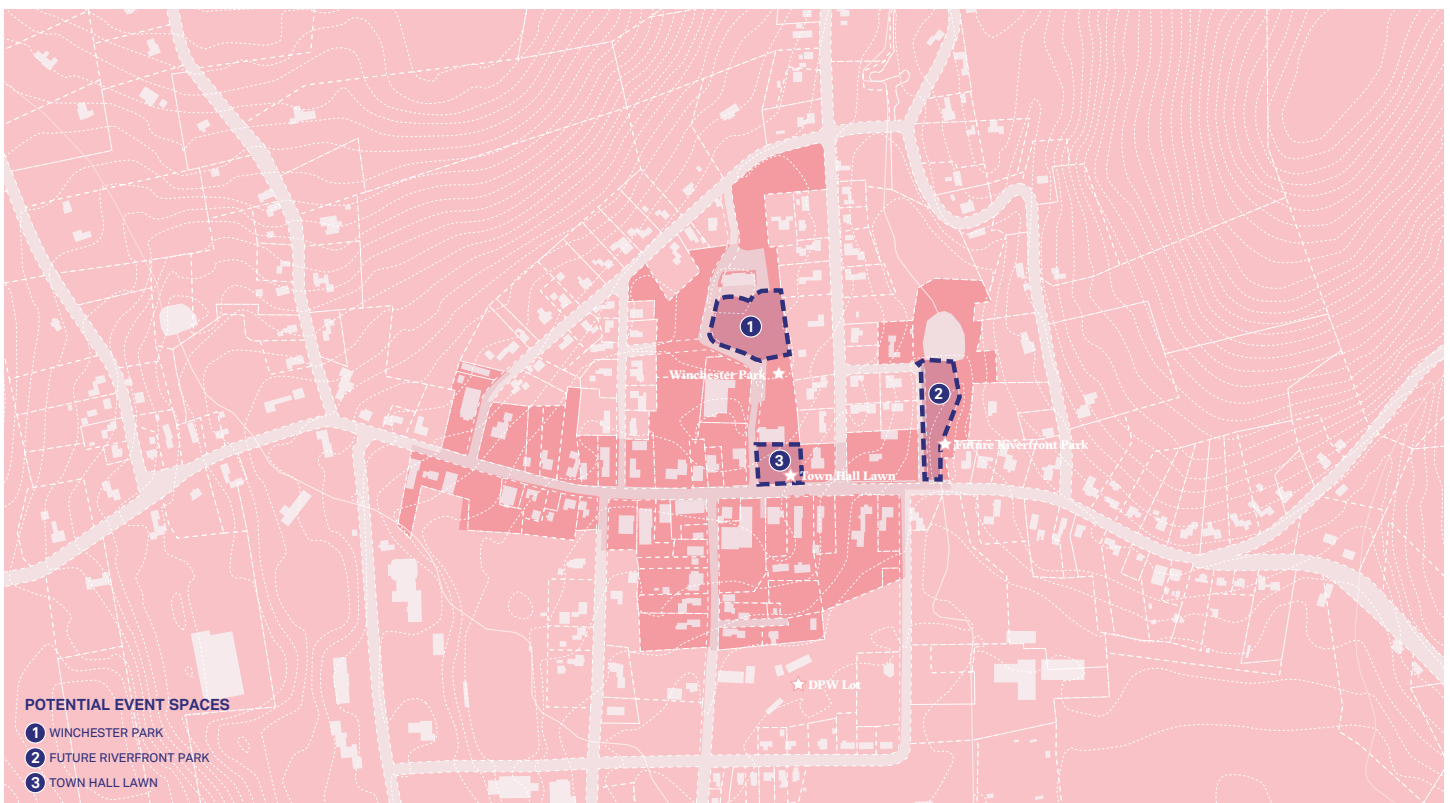 1
Winchester Park
2
Future Riverfront Park
3
Town Hall Lawn
DPW Lot
POTENTIAL EVENT SPACES
1 WINCHESTER PARK
2 FUTURE RIVERFRONT PARK
3 TOWN HALL LAWN